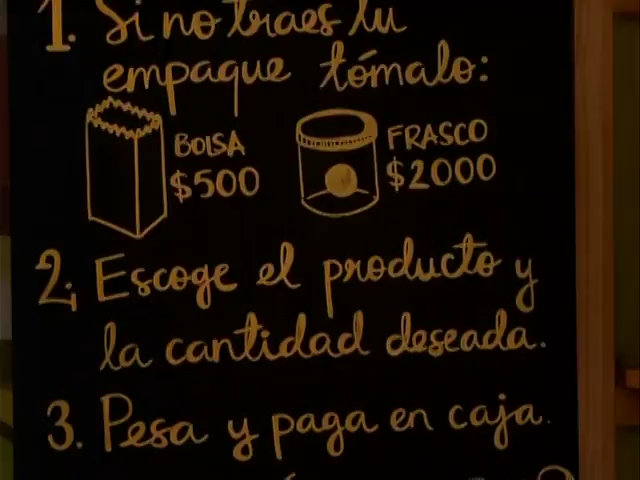 1. Si no traes tu
empaque tómalo:
BOLSA
$500
FRASCO
$2000
2. Escoge el producto y
la cantidad deseada.
3. Pesa y paga en caja.